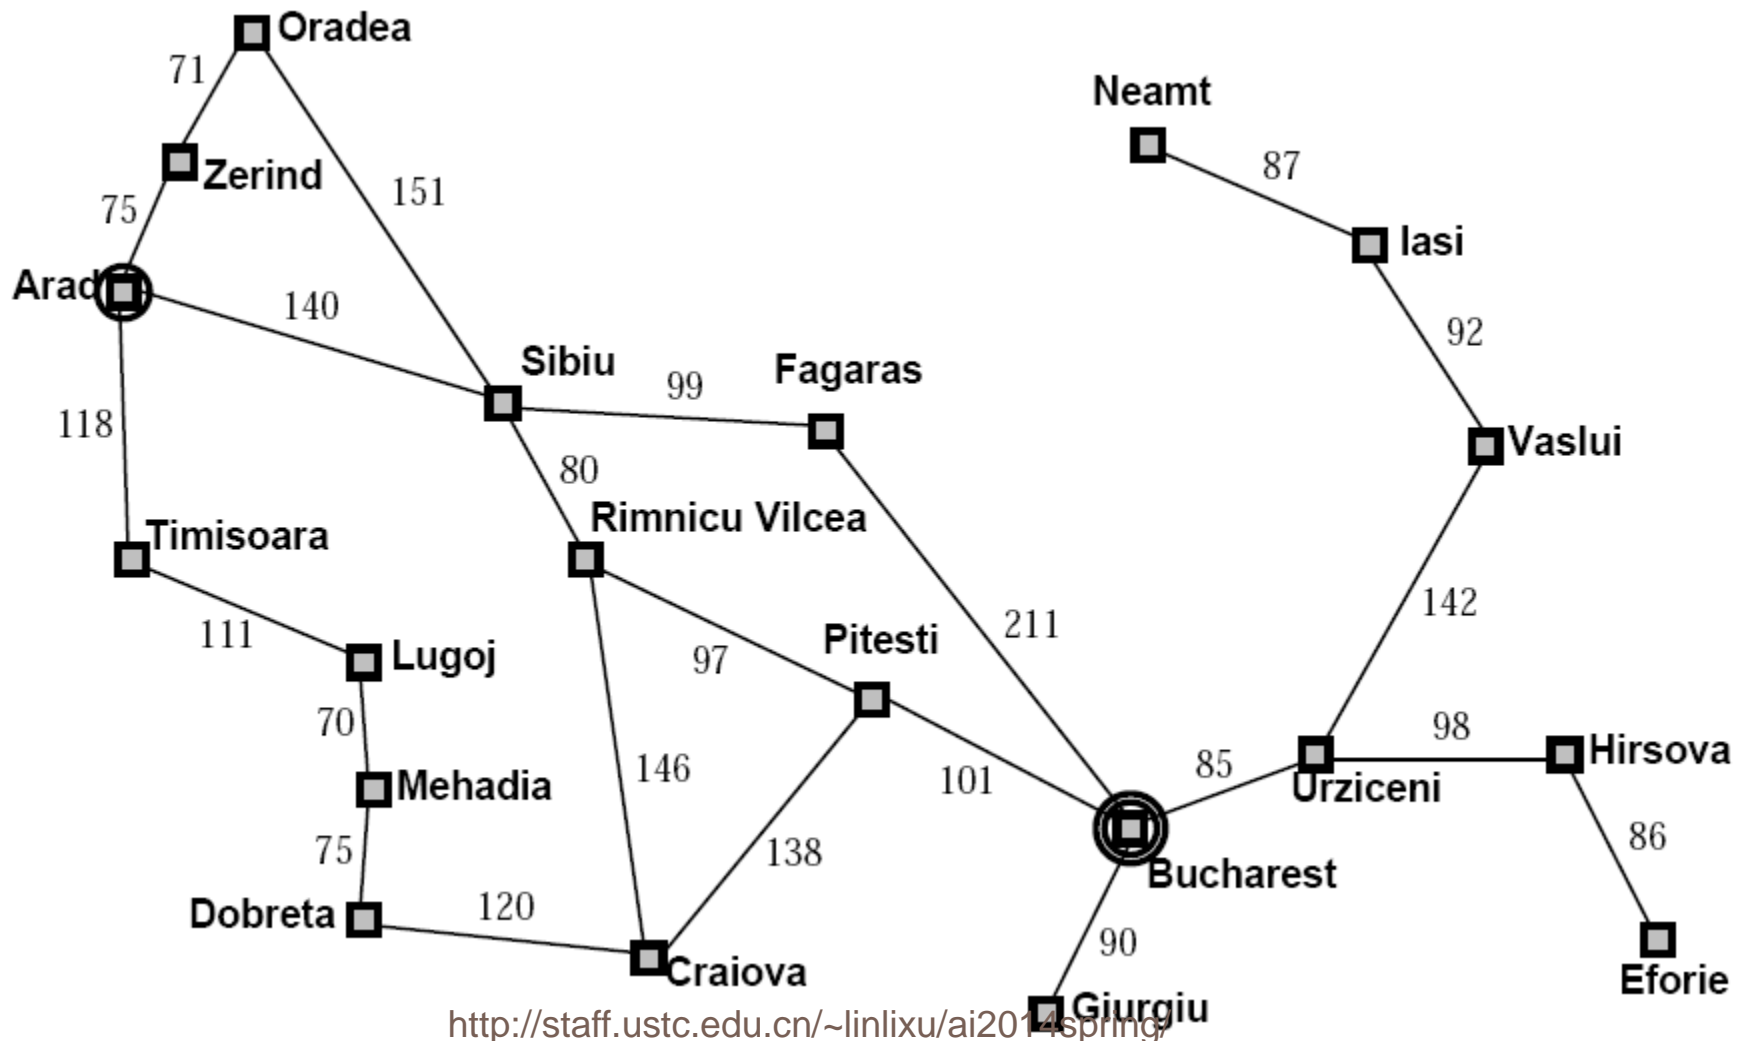 Oradea
71
Neamt
87
Zerind
151
75
Iasi
Arad
140
92
Sibiu
Fagaras
99
118
Vaslui
80
Rimnicu Vilcea
Timisoara
142
211
111
Pitesti
Lugoj
97
70
98
Hirsova
146
85
101
Mehadia
Urziceni
86
75
138
Bucharest
Dobreta
120
90
Craiova
Eforie
Giurgiu
http://staff.ustc.edu.cn/~linlixu/ai2014spring/